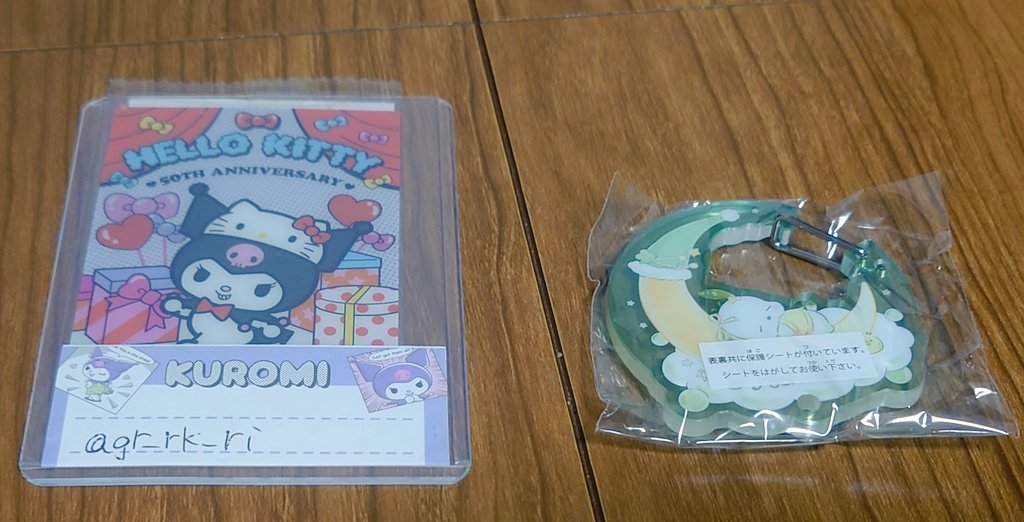 HELLO KITTY
50TH ANNIVERSARY
KUROMI
agr_rk_ri
表裏共に保護シートが付いています。
シートをはがしてお使い下さい。